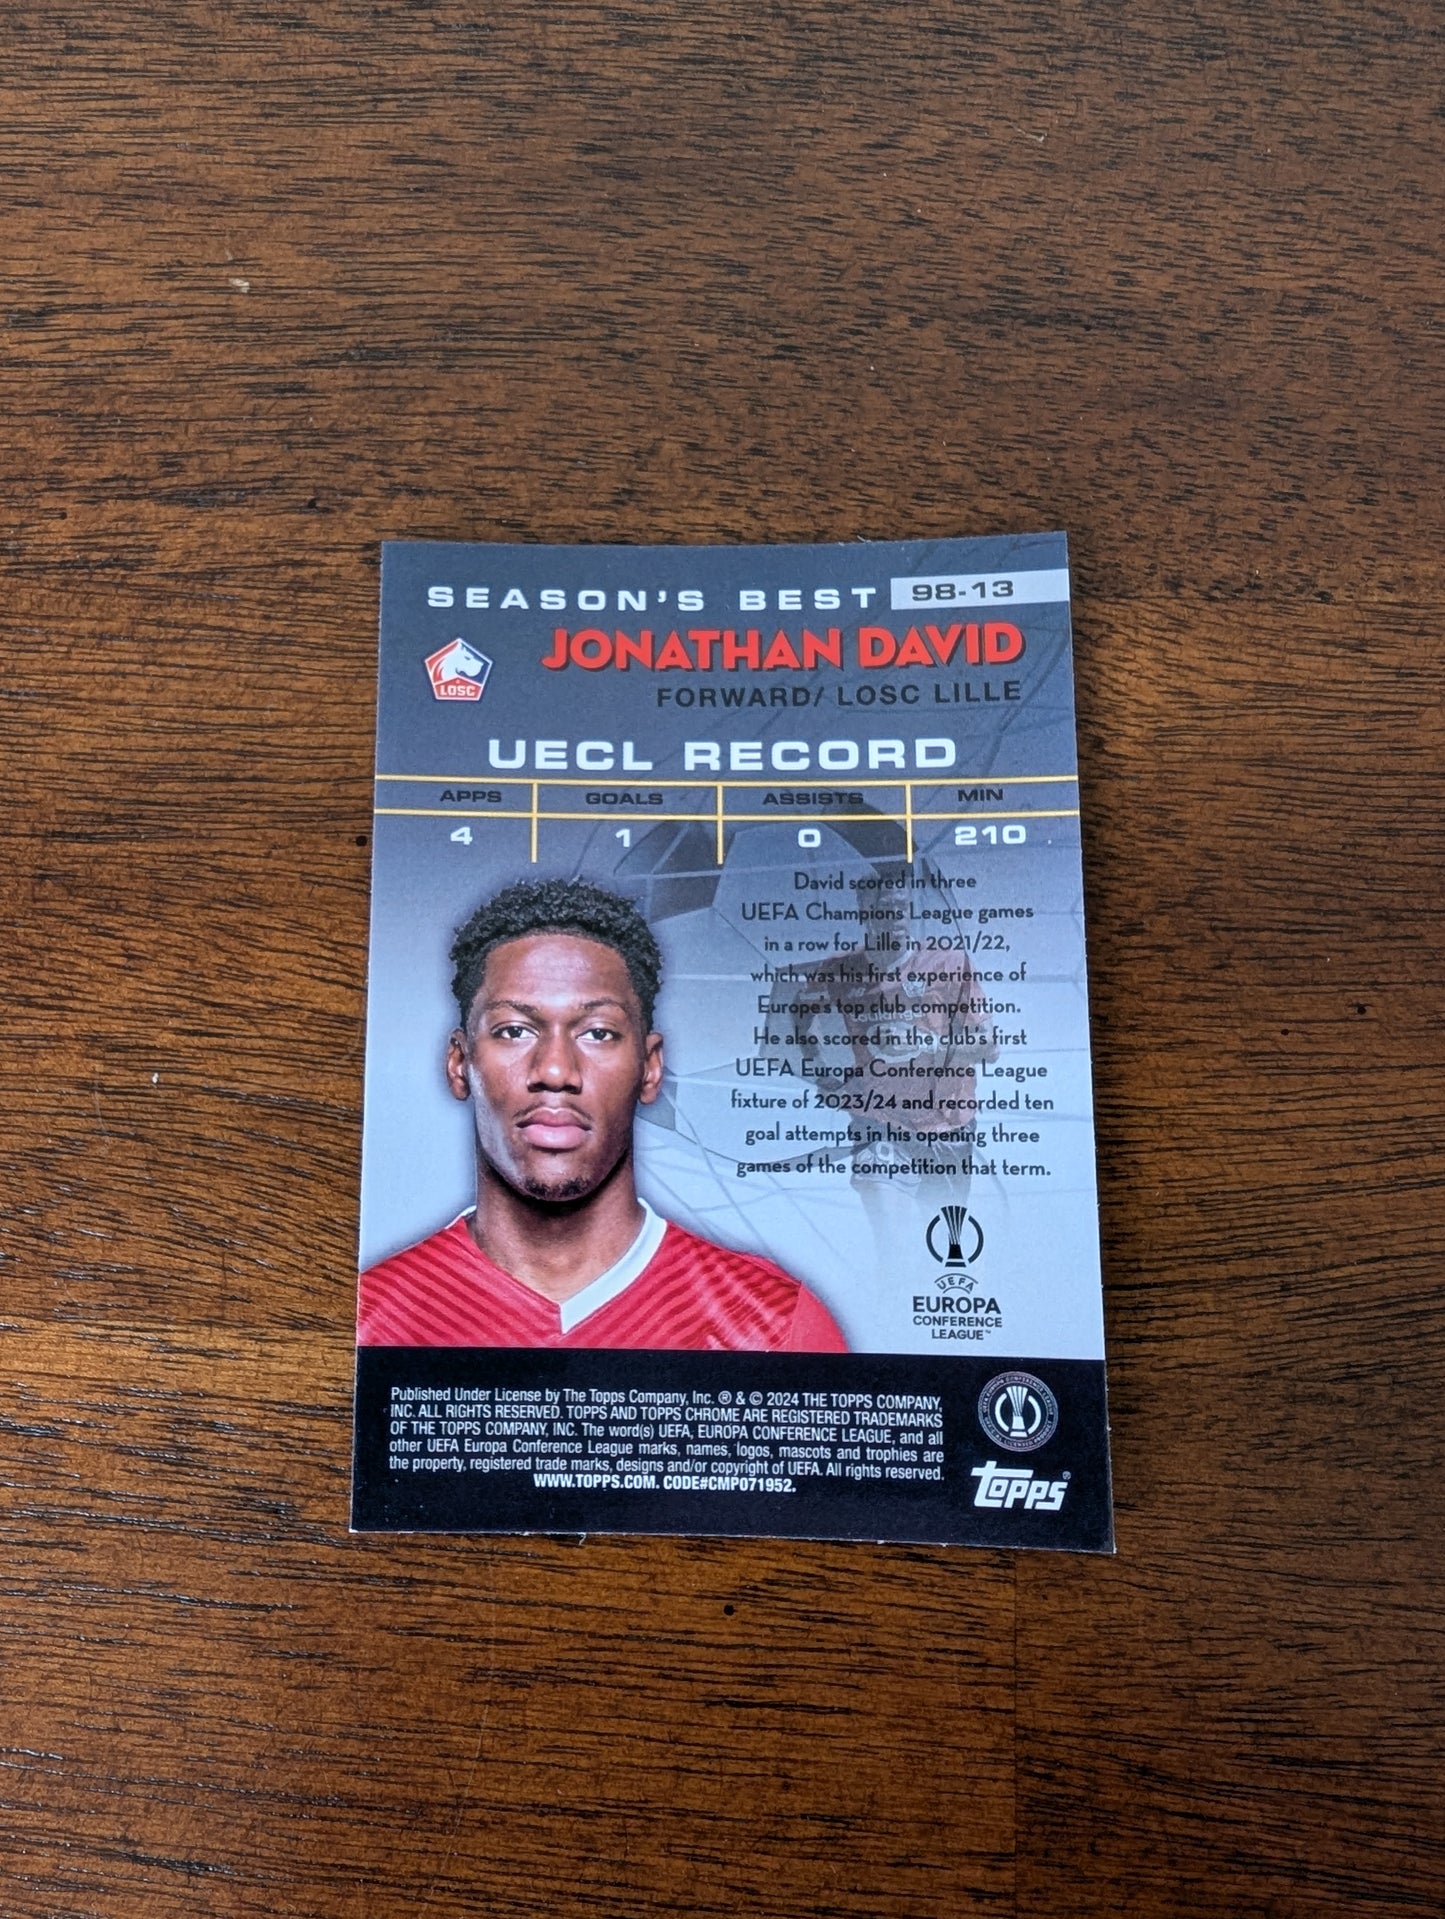 SEASON'S BEST 98-13
JONATHAN DAVID
LOSC
FORWARD/ LOSC LILLE
UECL RECORD
APPS GOALS ASSISTS MIN
4 1 0 210
David scored in three
UEFA Champions League games
in a row for Lille in 2021/22,
which was his first experience of
Europe's top club competition.
He also scored in the club's first
UEFA Europa Conference League
fixture of 2023/24 and recorded ten
goal attempts in his opening three
games of the competition that term.
UEFA
EUROPA
CONFERENCE
LEAGUE™
Published Under License by The Topps Company, Inc. ® & © 2024 THE TOPPS COMPANY,
INC. ALL RIGHTS RESERVED. TOPPS AND TOPPS CHROME ARE REGISTERED TRADEMARKS
OF THE TOPPS COMPANY, INC. The word(s) UEFA, EUROPA CONFERENCE LEAGUE, and all
other UEFA Europa Conference League marks, names, logos, mascots and trophies are
the property, registered trade marks, designs and/or copyright of UEFA. All rights reserved.
WWW.TOPPS.COM. CODE#CMP071952.
Topps®